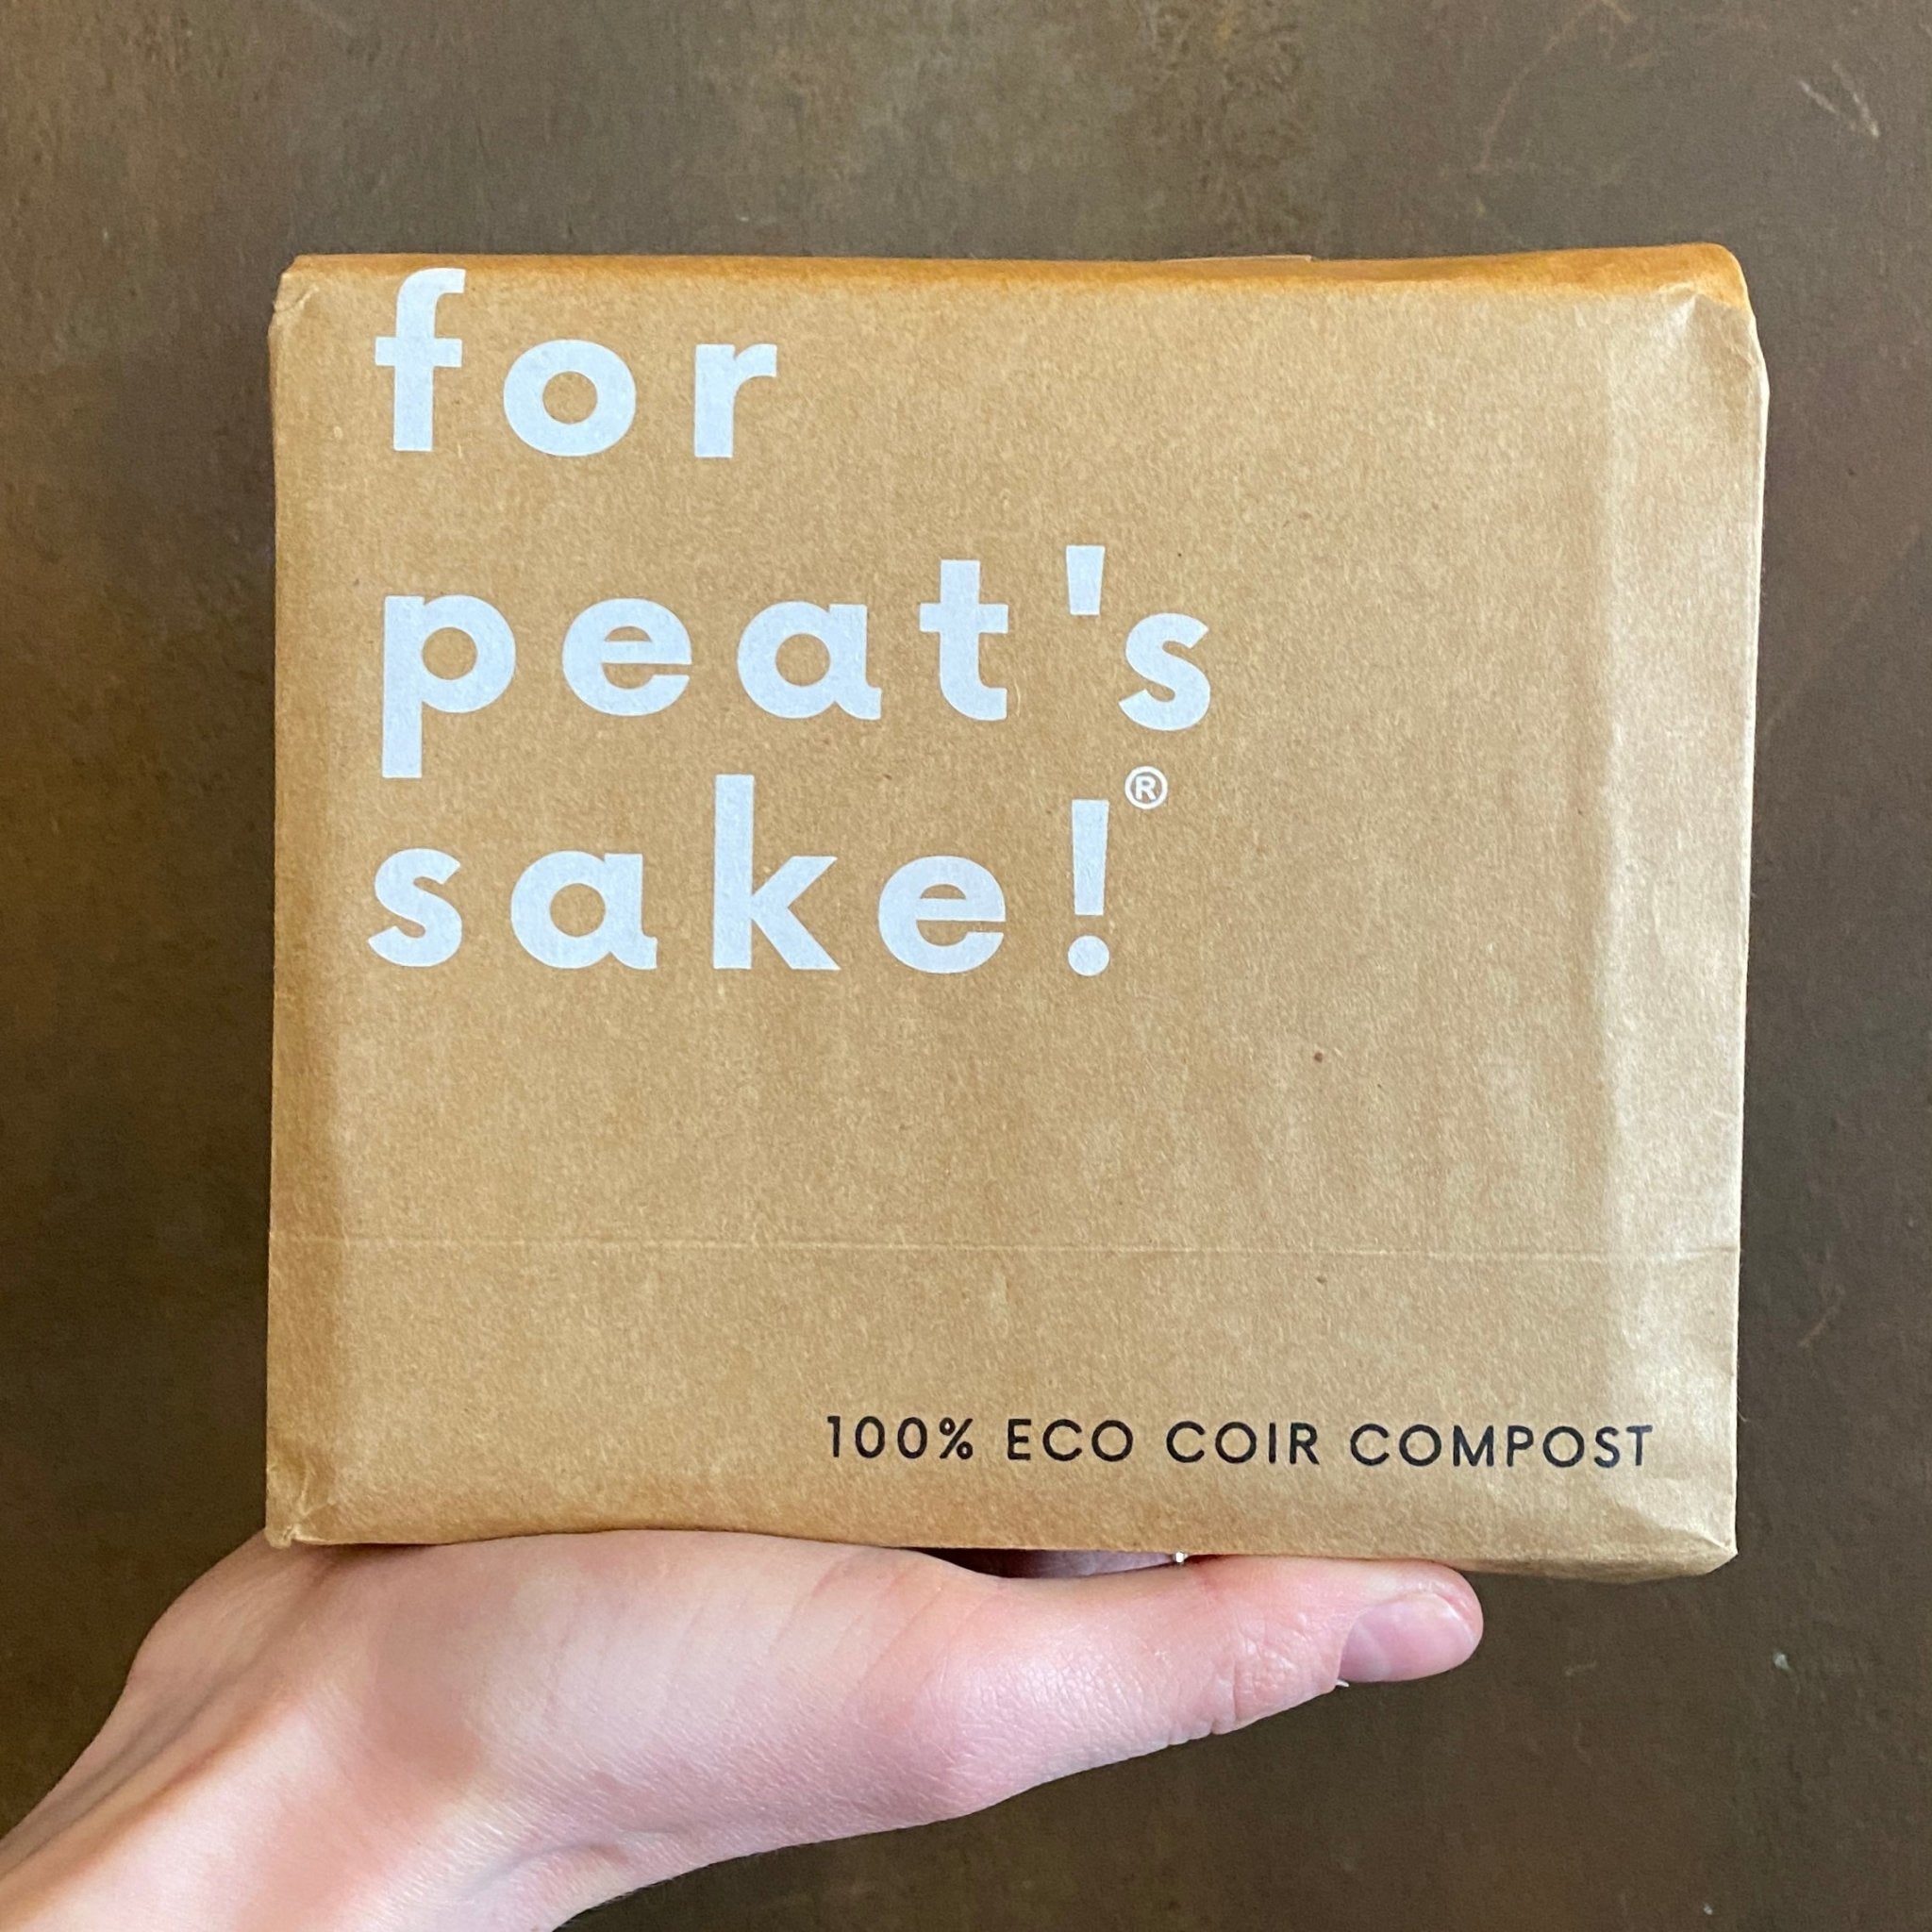 for
peat's
sake!®
100% ECO COIR COMPOST